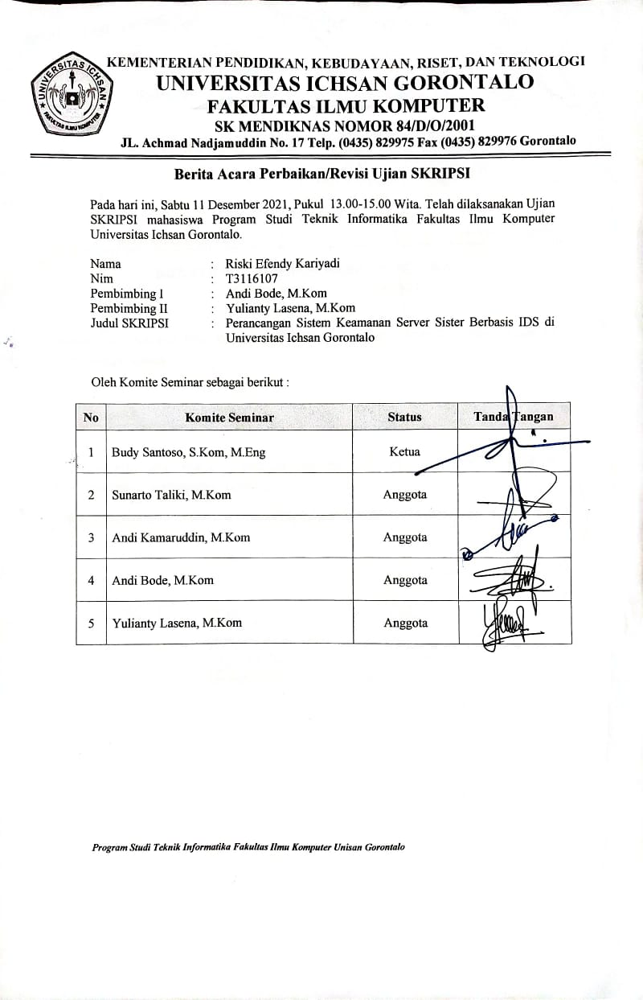 UNIVERSITAS ICHSAN
FAKULTAS ILMU KOMPUTER
KEMENTERIAN PENDIDIKAN, KEBUDAYAAN, RISET, DAN TEKNOLOGI
UNIVERSITAS ICHSAN GORONTALO
FAKULTAS ILMU KOMPUTER
SK MENDIKNAS NOMOR 84/D/O/2001
JL. Achmad Nadjamuddin No. 17 Telp. (0435) 829975 Fax (0435) 829976 Gorontalo
Berita Acara Perbaikan/Revisi Ujian SKRIPSI
Pada hari ini, Sabtu 11 Desember 2021, Pukul 13.00-15.00 Wita. Telah dilaksanakan Ujian
SKRIPSI mahasiswa Program Studi Teknik Informatika Fakultas Ilmu Komputer
Universitas Ichsan Gorontalo.
Nama : Riski Efendy Kariyadi
Nim : T3116107
Pembimbing I : Andi Bode, M.Kom
Pembimbing II : Yulianty Lasena, M.Kom
Judul SKRIPSI : Perancangan Sistem Keamanan Server Sister Berbasis IDS di
Universitas Ichsan Gorontalo
Oleh Komite Seminar sebagai berikut :
No Komite Seminar Status Tanda Tangan
1 Budy Santoso, S.Kom, M.Eng Ketua
2 Sunarto Taliki, M.Kom Anggota
3 Andi Kamaruddin, M.Kom Anggota
4 Andi Bode, M.Kom Anggota
5 Yulianty Lasena, M.Kom Anggota
Program Studi Teknik Informatika Fakultas Ilmu Komputer Unisan Gorontalo